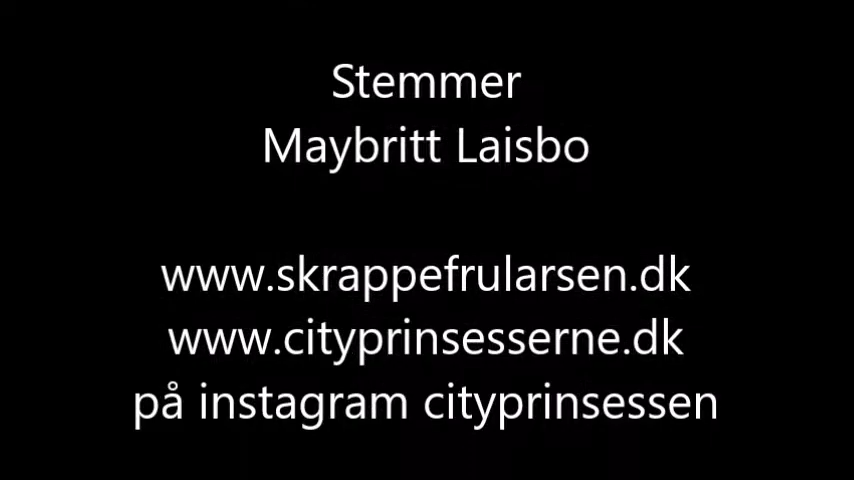 Stemmer
Maybritt Laisbo
www.skrappefrularsen.dk
www.cityprinsesserne.dk
på instagram cityprinsessen